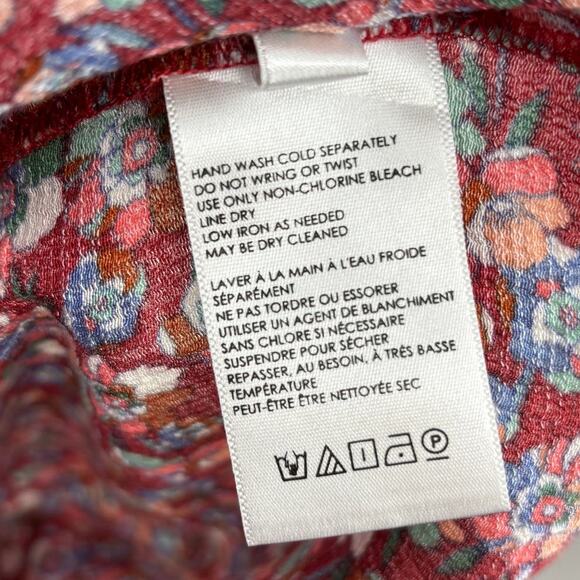 HAND WASH COLD SEPARATELY
DO NOT WRING OR TWIST
USE ONLY NON-CHLORINE BLEACH
LINE DRY
LOW IRON AS NEEDED
MAY BE DRY CLEANED
LAVER À LA MAIN À L'EAU FROIDE
SÉPARÉMENT
NE PAS TORDRE OU ESSORER
UTILISER UN AGENT DE BLANCHIMENT
SANS CHLORE SI NÉCESSAIRE
SUSPENDRE POUR SÉCHER
REPASSER, AU BESOIN, À TRÈS BASSE
TEMPÉRATURE
PEUT-ÊTRE ÊTRE NETTOYÉE SEC
P